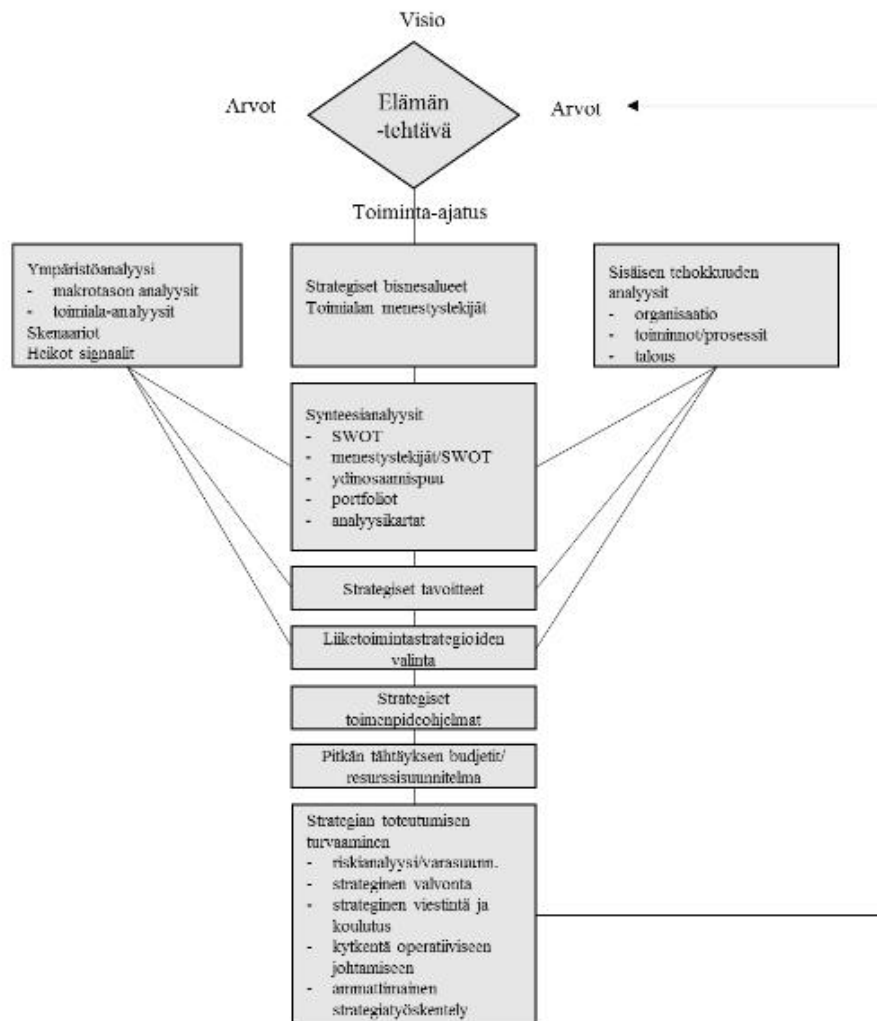 Visio
Arvot
Elämän
-tehtävä
Arvot
Toiminta-ajatus
Ympäristöanalyysi
- makrotason analyysit
- toimiala-analyysit
Skenaariot
Heikot signaalit
Strategiset bisnesalueet
Toimialan menestystekijät
Sisäisen tehokkuuden
analyysit
- organisaatio
- toiminnot/prosessit
- talous
Synteesianalyysit
- SWOT
- menestystekijät/SWOT
- ydinosaamispuu
- portfoliot
- analyysikartat
Strategiset tavoitteet
Liiketoimintastrategioiden
valinta
Strategiset
toimenpideohjelmat
Pitkän tähtäyksen budjetit/
resurssisuunnitelma
Strategian toteutumisen
turvaaminen
- riskianalyysi/varasuunn.
- strateginen valvonta
- strateginen viestintä ja
koulutus
- kytkentä operatiiviseen
johtamiseen
- ammattimainen
strategiatyöskentely